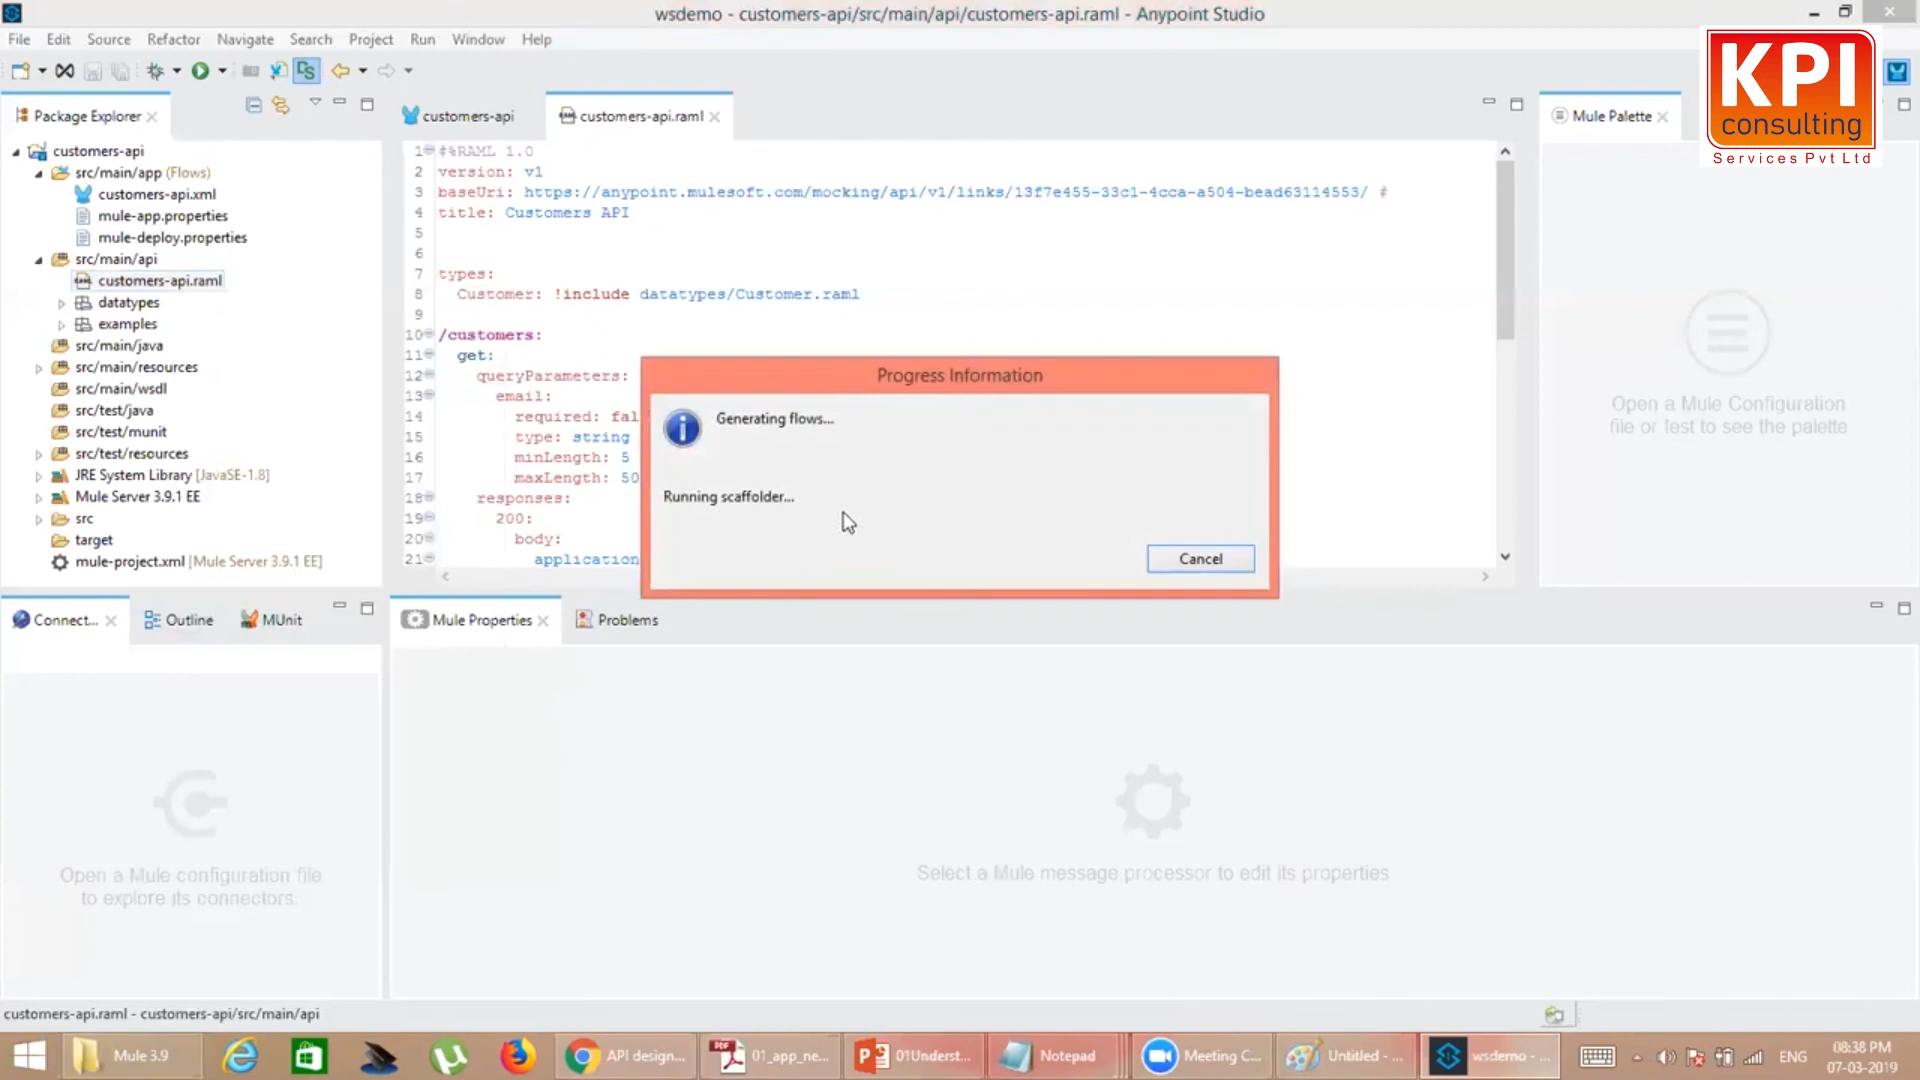 wsdemo - customers-api/src/main/api/customers-api.raml - Anypoint Studio
File Edit Source Refactor Navigate Search Project Run Window Help
KPI
consulting
Services Pvt Ltd
Package Explorer
customers-api
customers-api.raml
Mule Palette
customers-api
src/main/app (Flows)
customers-api.xml
mule-app.properties
mule-deploy.properties
src/main/api
customers-api.raml
datatypes
examples
src/main/java
src/main/resources
src/main/wsdl
src/test/java
src/test/munit
src/test/resources
JRE System Library [JavaSE-1.8]
Mule Server 3.9.1 EE
src
target
mule-project.xml [Mule Server 3.9.1 EE]
1 #%RAML 1.0
2 version: v1
3 baseUri: https://anypoint.mulesoft.com/mocking/api/v1/links/13f7e455-33c1-4cca-a504-bead63114553/ #
4 title: Customers API
5
6
7 types:
8 Customer: !include datatypes/Customer.raml
9
10 /customers:
11 get:
12 queryParameters:
13 email:
14 required: fal
15 type: string
16 minLength: 5
17 maxLength: 50
18 responses:
19 200:
20 body:
21 application
Progress Information
Generating flows...
Running scaffolder...
Cancel
Open a Mule Configuration
file or test to see the palette
Connect...
Outline
MUnit
Mule Properties
Problems
Open a Mule configuration file
to explore its connectors.
Select a Mule message processor to edit its properties
customers-api.raml - customers-api/src/main/api
Mule 3.9
API design...
01_app_ne...
01Underst...
Notepad
Meeting C...
Untitled - ...
wsdemo - ...
ENG
08:38 PM
07-03-2019